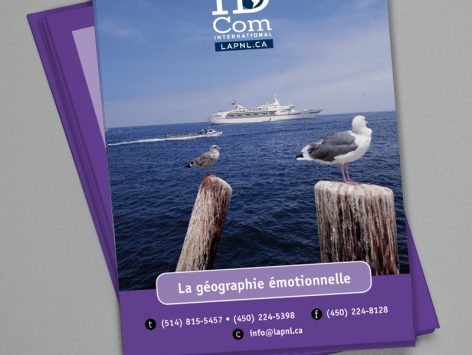 Com
INTERNATIONAL
LAPNL.CA
La géographie émotionnelle
t (514) 815-5457 • (450) 224-5398 f (450) 224-8128
c info@lapnl.ca